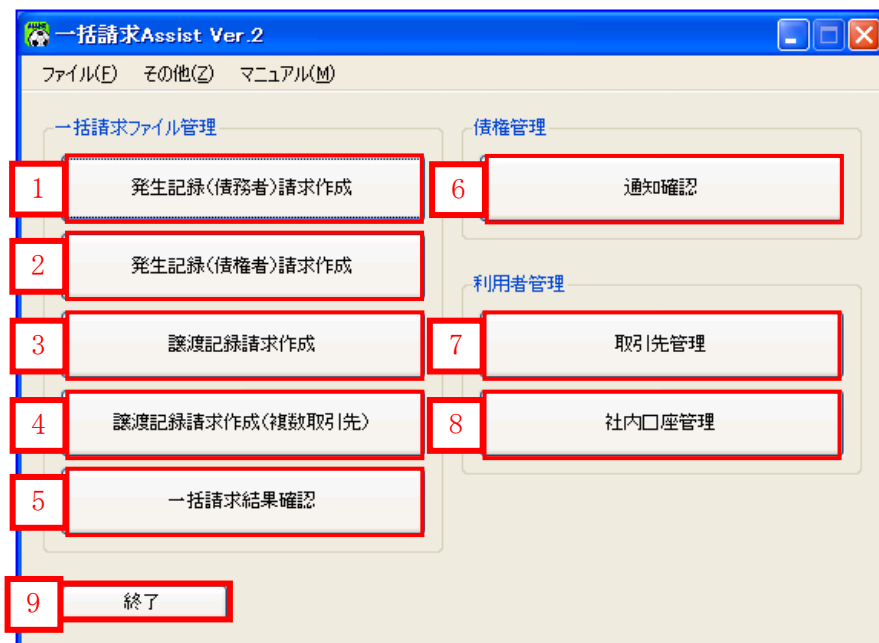 一括請求Assist Ver.2
ファイル(F) その他(Z) マニュアル(M)
一括請求ファイル管理
1 発生記録(債務者)請求作成
2 発生記録(債権者)請求作成
3 譲渡記録請求作成
4 譲渡記録請求作成(複数取引先)
5 一括請求結果確認
債権管理
6 通知確認
利用者管理
7 取引先管理
8 社内口座管理
9 終了